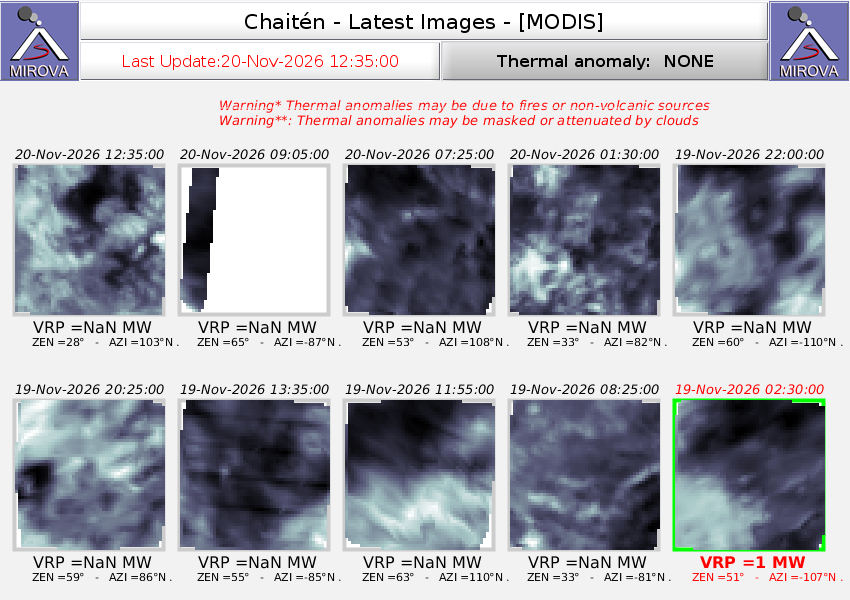 Chaitén - Latest Images - [MODIS]
MIROVA
MIROVA
Last Update:20-Nov-2026 12:35:00
Thermal anomaly: NONE
Warning* Thermal anomalies may be due to fires or non-volcanic sources
Warning**: Thermal anomalies may be masked or attenuated by clouds
20-Nov-2026 12:35:00 20-Nov-2026 09:05:00 20-Nov-2026 07:25:00 20-Nov-2026 01:30:00 19-Nov-2026 22:00:00
VRP =NaN MW VRP =NaN MW VRP =NaN MW VRP =NaN MW VRP =NaN MW
ZEN =28° - AZI =103°N . ZEN =65° - AZI =-87°N . ZEN =53° - AZI =108°N . ZEN =33° - AZI =82°N . ZEN =60° - AZI =-110°N .
19-Nov-2026 20:25:00 19-Nov-2026 13:35:00 19-Nov-2026 11:55:00 19-Nov-2026 08:25:00 19-Nov-2026 02:30:00
VRP =NaN MW VRP =NaN MW VRP =NaN MW VRP =NaN MW VRP =1 MW
ZEN =59° - AZI =86°N . ZEN =55° - AZI =-85°N . ZEN =63° - AZI =110°N . ZEN =33° - AZI =-81°N . ZEN =51° - AZI =-107°N .